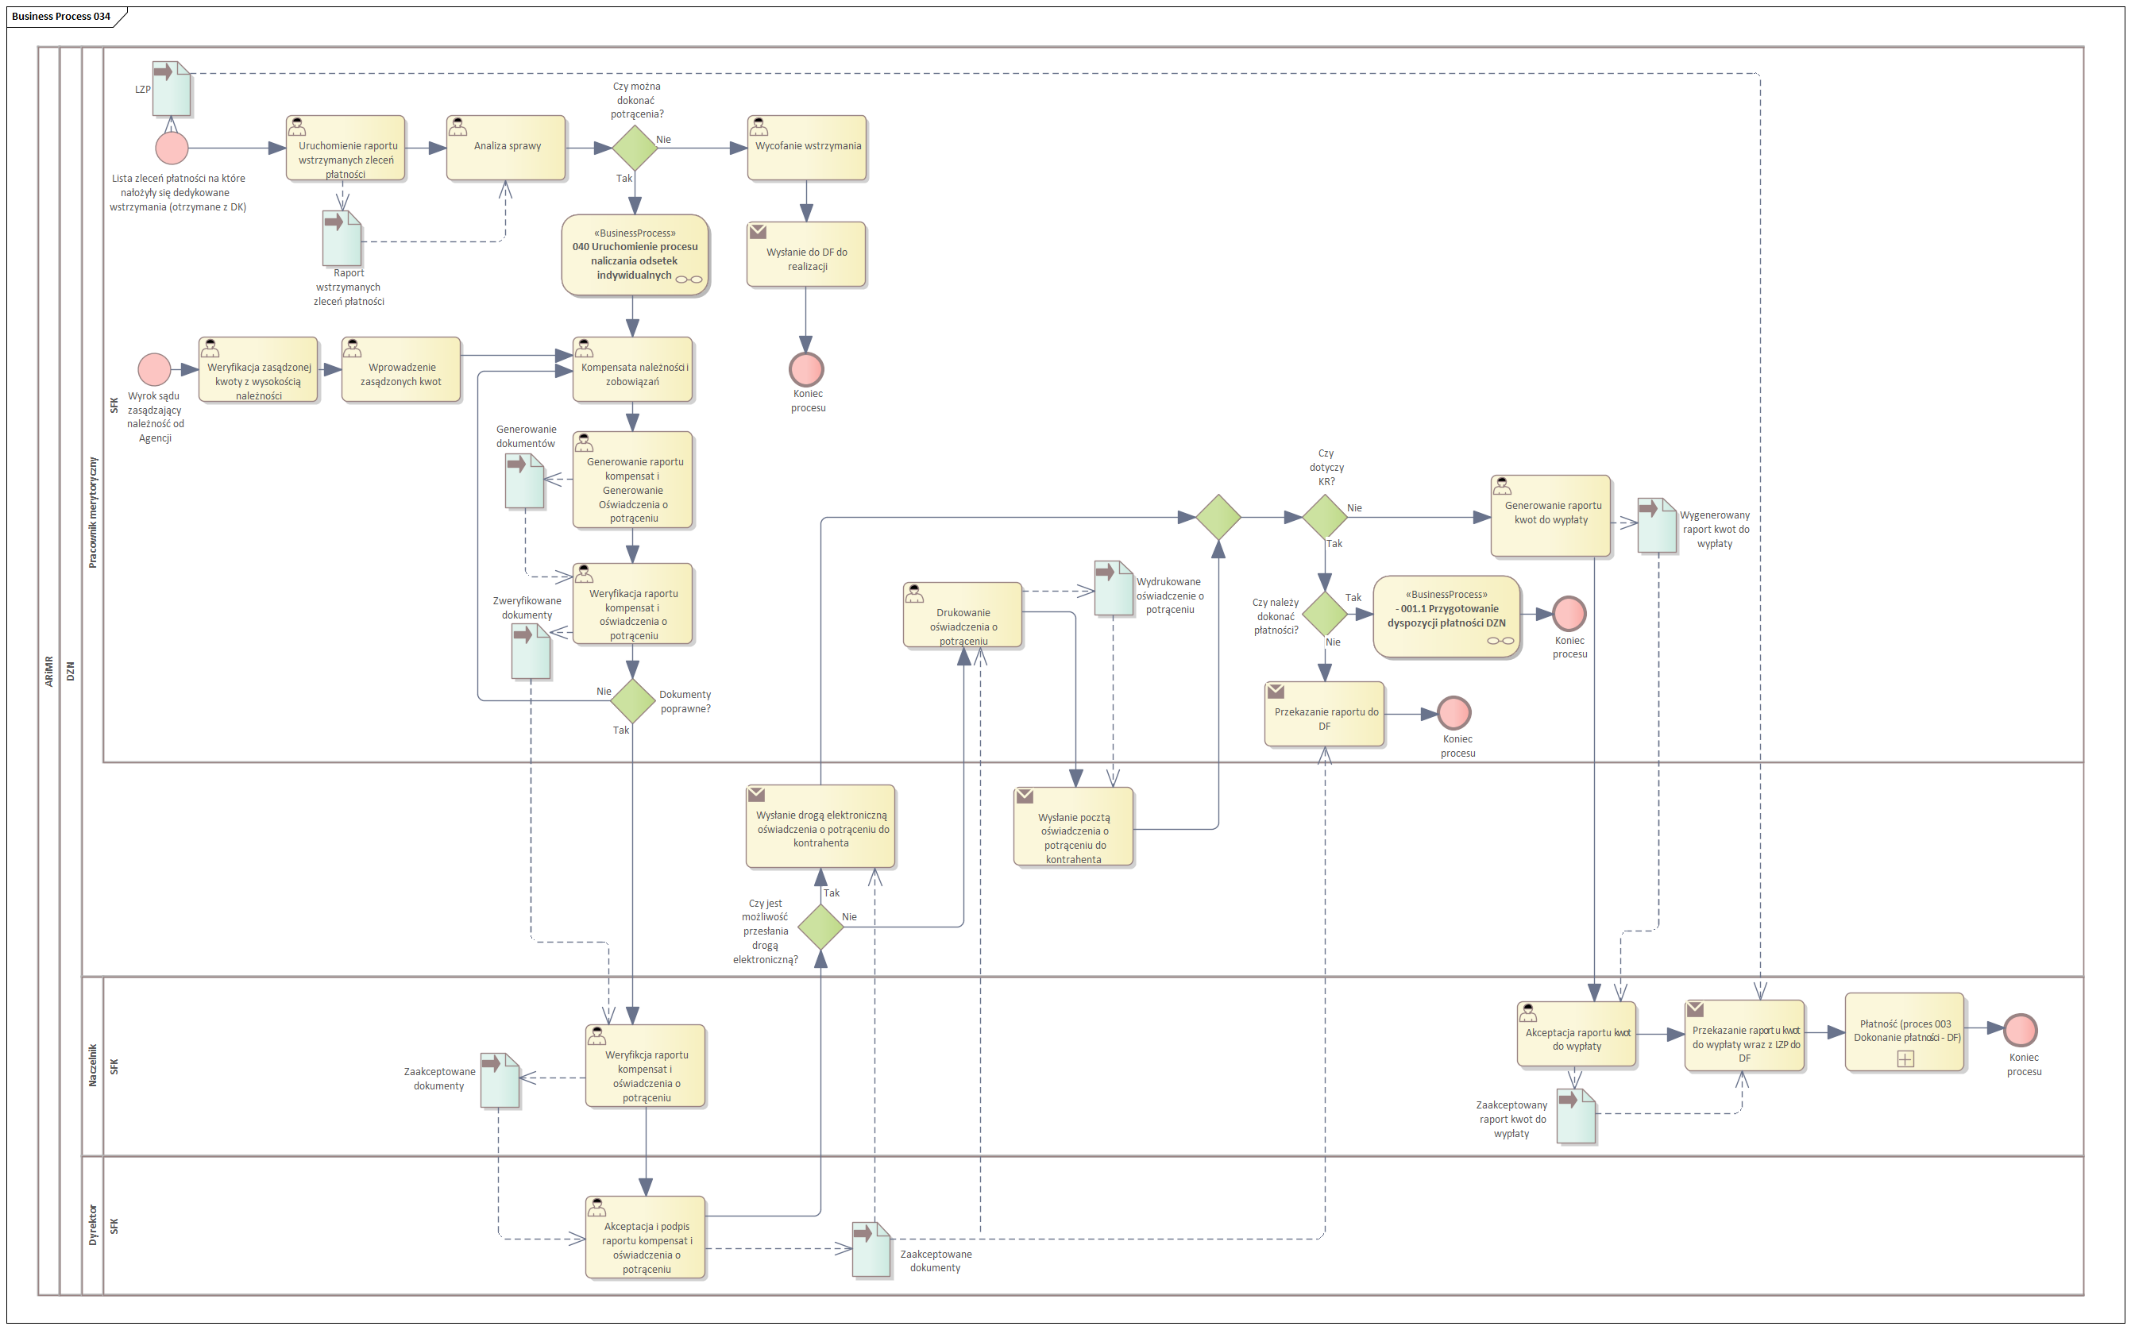 Business Process 034
ARiMR
DZN
Pracownik merytoryczny
SFK
LZP
Lista zleceń płatności na które
nałożyły się dedykowane
wstrzymania (otrzymane z DK)
Uruchomienie raportu
wstrzymanych zleceń
płatności
Raport
wstrzymanych
zleceń płatności
Analiza sprawy
Czy można
dokonać
potrącenia?
Nie
Tak
Wycofanie wstrzymania
Wysłanie do DF do
realizacji
Koniec
procesu
«BusinessProcess»
040 Uruchomienie procesu
naliczania odsetek
indywidualnych
Wyrok sądu
zasądzający
należność od
Agencji
Weryfikacja zasądzonej
kwoty z wysokością
należności
Wprowadzenie
zasądzonych kwot
Kompensata należności i
zobowiązań
Generowanie
dokumentów
Generowanie raportu
kompensat i
Generowanie
Oświadczenia o
potrąceniu
Zweryfikowane
dokumenty
Weryfikacja raportu
kompensat i
oświadczenia o
potrąceniu
Nie
Dokumenty
poprawne?
Tak
Drukowanie
oświadczenia o
potrąceniu
Wydrukowane
oświadczenie o
potrąceniu
Czy
dotyczy
KR?
Nie
Tak
Generowanie raportu
kwot do wypłaty
Wygenerowany
raport kwot do
wypłaty
Czy należy
dokonać
płatności?
Tak
Nie
«BusinessProcess»
- 001.1 Przygotowanie
dyspozycji płatności DZN
Koniec
procesu
Przekazanie raportu do
DF
Koniec
procesu
Wysłanie drogą elektroniczną
oświadczenia o potrąceniu do
kontrahenta
Wysłanie pocztą
oświadczenia o
potrąceniu do
kontrahenta
Czy jest
możliwość
przesłania
drogą
elektroniczną?
Tak
Nie
Naczelnik
SFK
Zaakceptowane
dokumenty
Weryfikcja raportu
kompensat i
oświadczenia o
potrąceniu
Akceptacja raportu kwot
do wypłaty
Przekazanie raportu kwot
do wypłaty wraz z LZP do
DF
Płatność (proces 003
Dokonanie płatności - DF)
Koniec
procesu
Zaakceptowany
raport kwot do
wypłaty
Dyrektor
SFK
Akceptacja i podpis
raportu kompensat i
oświadczenia o
potrąceniu
Zaakceptowane
dokumenty